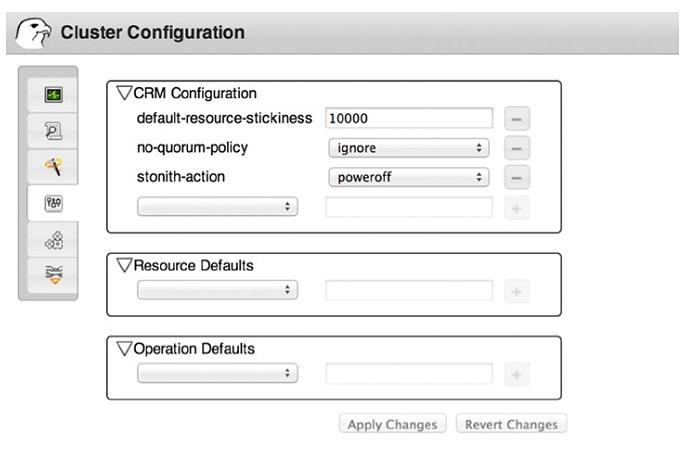 Cluster Configuration
CRM Configuration
default-resource-stickiness 10000
no-quorum-policy ignore
stonith-action poweroff
Resource Defaults
Operation Defaults
Apply Changes Revert Changes